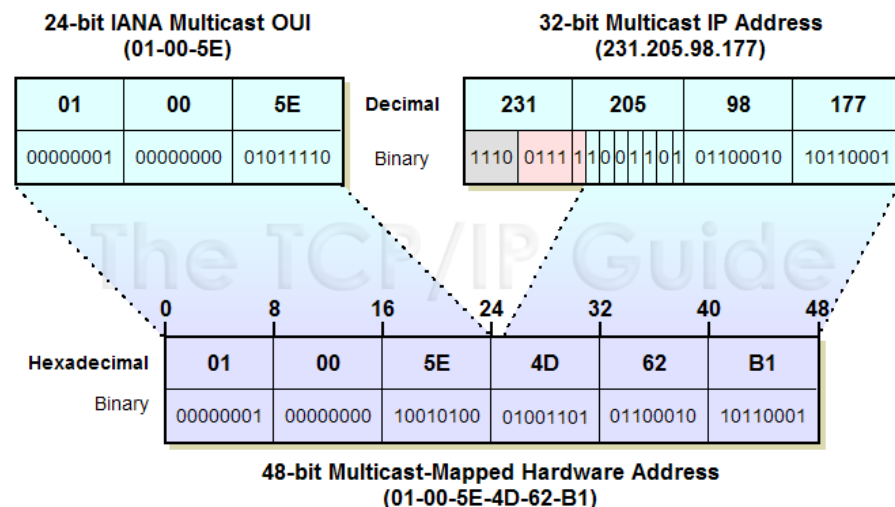 24-bit IANA Multicast OUI
(01-00-5E)
32-bit Multicast IP Address
(231.205.98.177)
01 00 5E Decimal 231 205 98 177
00000001 00000000 01011110 Binary 1110 0111 1 1 0 0 1 1 0 1 01100010 10110001
The TCP/IP Guide
0 8 16 24 32 40 48
Hexadecimal 01 00 5E 4D 62 B1
Binary 00000001 00000000 10010100 01001101 01100010 10110001
48-bit Multicast-Mapped Hardware Address
(01-00-5E-4D-62-B1)